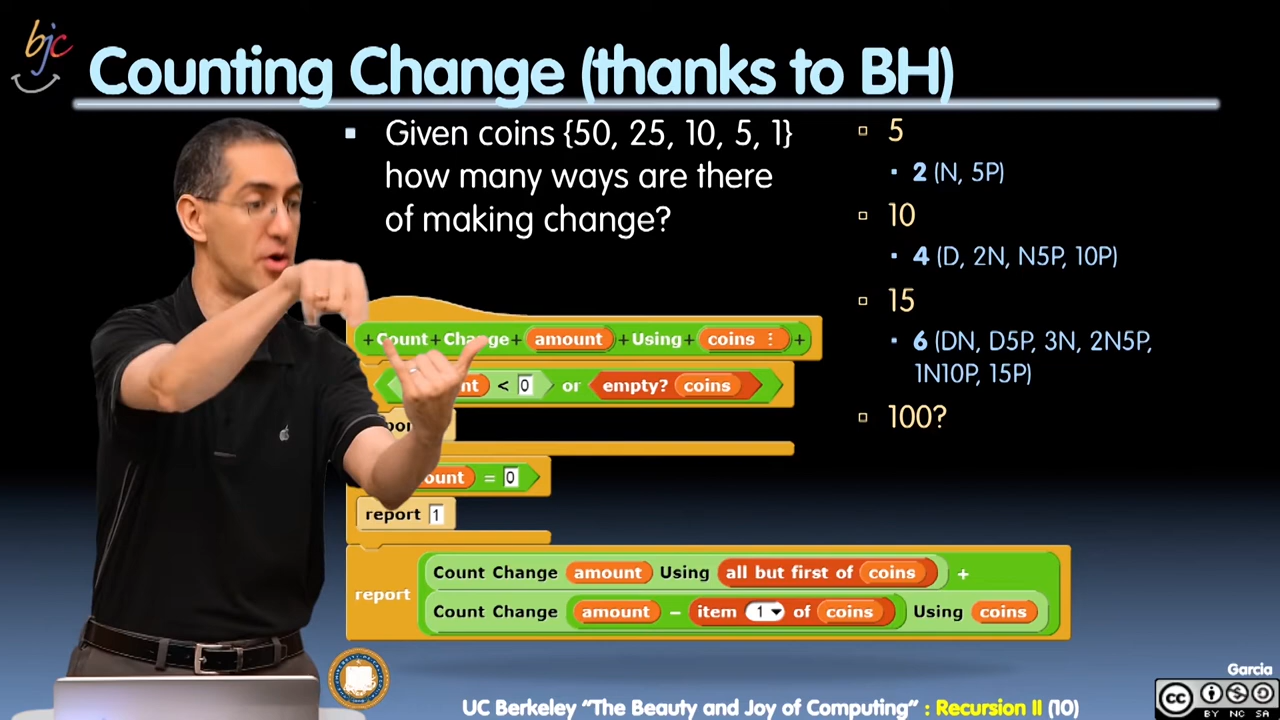 bjc
Counting Change (thanks to BH)
Given coins {50, 25, 10, 5, 1}
how many ways are there
of making change?
5
2 (N, 5P)
10
4 (D, 2N, N5P, 10P)
15
6 (DN, D5P, 3N, 2N5P,
1N10P, 15P)
100?
+Count+Change+ amount +Using+ coins ⋮ +
< 0 or empty? coins
= 0
report 1
Count Change amount Using all but first of coins +
report
Count Change amount - item 1 of coins Using coins
Garcia
UC Berkeley "The Beauty and Joy of Computing" : Recursion II (10)
cc
BY NC SA